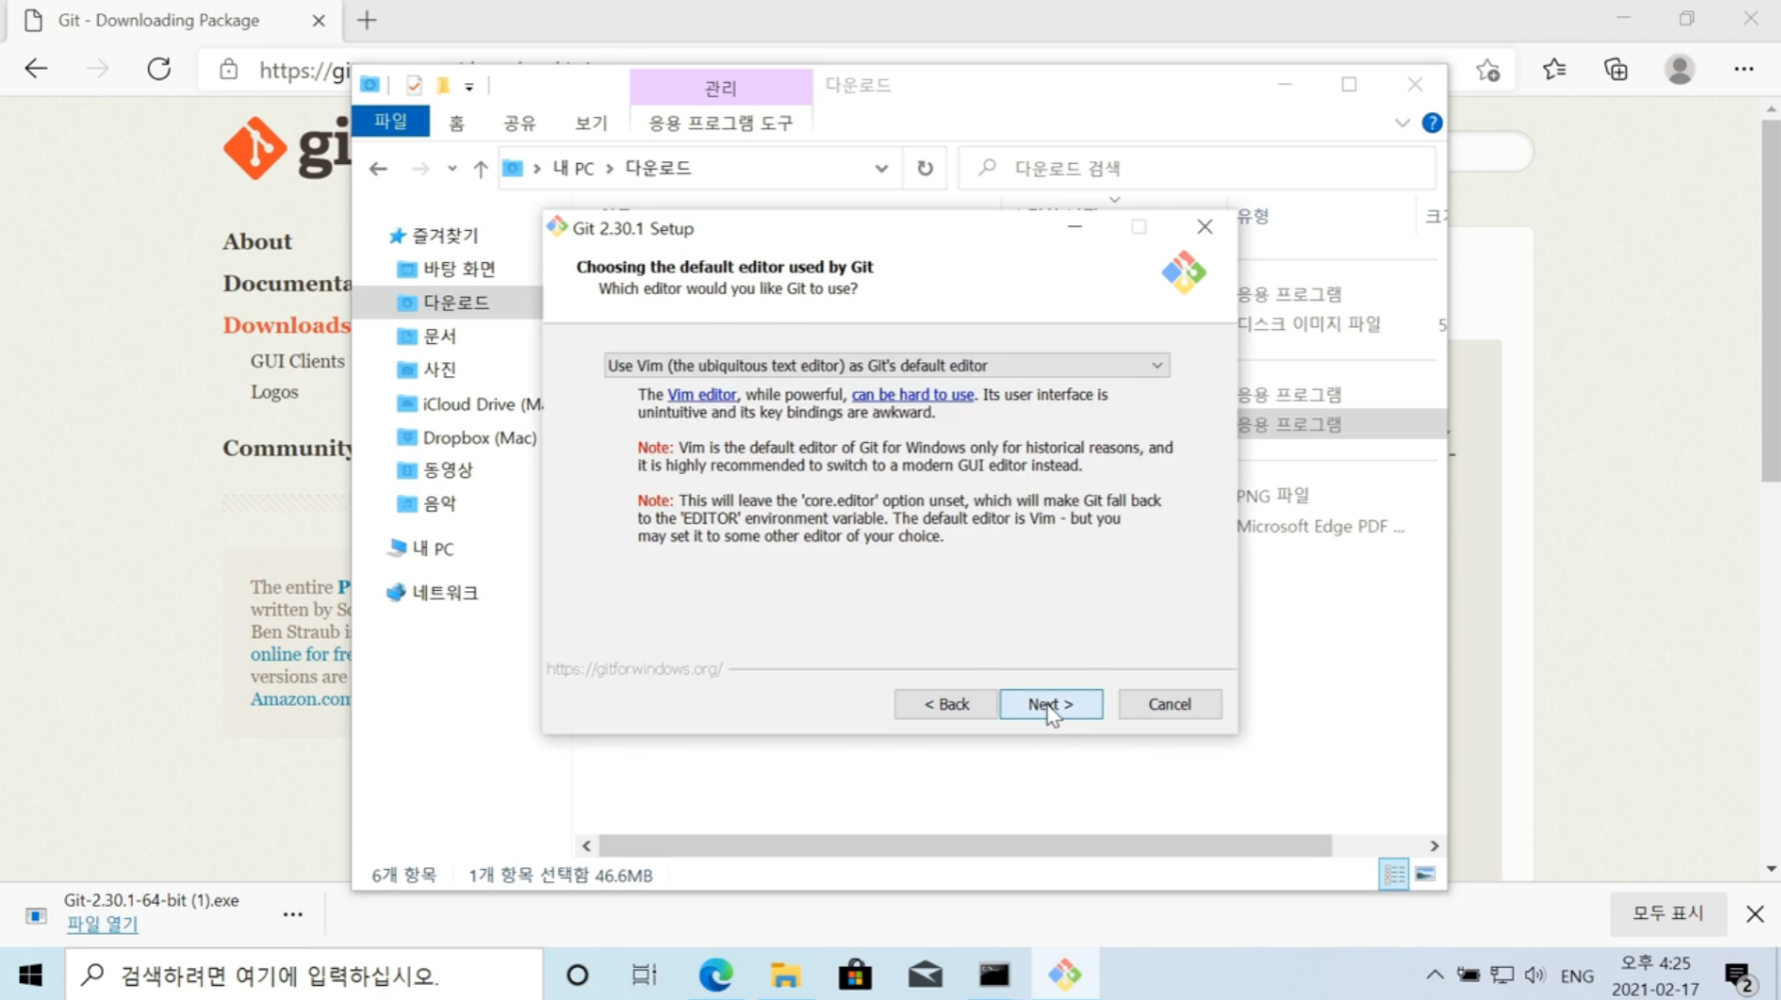 Git - Downloading Package
https://gi
관리
다운로드
파일
홈
공유
보기
응용 프로그램 도구
내 PC
다운로드
다운로드 검색
git
About
Documenta
Downloads
GUI Clients
Logos
Community
The entire P
written by Sc
Ben Straub i
online for fre
versions are
Amazon.com
즐겨찾기
바탕 화면
다운로드
문서
사진
iCloud Drive (Ma
Dropbox (Mac)
동영상
음악
내 PC
네트워크
유형
크기
응용 프로그램
디스크 이미지 파일
5
응용 프로그램
응용 프로그램
PNG 파일
Microsoft Edge PDF ...
Git 2.30.1 Setup
Choosing the default editor used by Git
Which editor would you like Git to use?
Use Vim (the ubiquitous text editor) as Git's default editor
The Vim editor, while powerful, can be hard to use. Its user interface is
unintuitive and its key bindings are awkward.
Note: Vim is the default editor of Git for Windows only for historical reasons, and
it is highly recommended to switch to a modern GUI editor instead.
Note: This will leave the 'core.editor' option unset, which will make Git fall back
to the 'EDITOR' environment variable. The default editor is Vim - but you
may set it to some other editor of your choice.
https://gitforwindows.org/
< Back
Next >
Cancel
6개 항목
1개 항목 선택함 46.6MB
Git-2.30.1-64-bit (1).exe
파일 열기
모두 표시
검색하려면 여기에 입력하십시오.
ENG
오후 4:25
2021-02-17
2